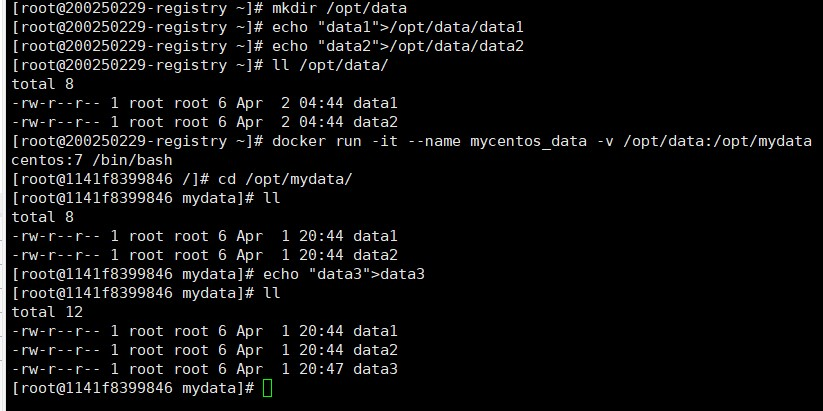 [root@200250229-registry ~]# mkdir /opt/data
[root@200250229-registry ~]# echo "data1">/opt/data/data1
[root@200250229-registry ~]# echo "data2">/opt/data/data2
[root@200250229-registry ~]# ll /opt/data/
total 8
-rw-r--r-- 1 root root 6 Apr  2 04:44 data1
-rw-r--r-- 1 root root 6 Apr  2 04:44 data2
[root@200250229-registry ~]# docker run -it --name mycentos_data -v /opt/data:/opt/mydata
centos:7 /bin/bash
[root@1141f8399846 /]# cd /opt/mydata/
[root@1141f8399846 mydata]# ll
total 8
-rw-r--r-- 1 root root 6 Apr  1 20:44 data1
-rw-r--r-- 1 root root 6 Apr  1 20:44 data2
[root@1141f8399846 mydata]# echo "data3">data3
[root@1141f8399846 mydata]# ll
total 12
-rw-r--r-- 1 root root 6 Apr  1 20:44 data1
-rw-r--r-- 1 root root 6 Apr  1 20:44 data2
-rw-r--r-- 1 root root 6 Apr  1 20:47 data3
[root@1141f8399846 mydata]#